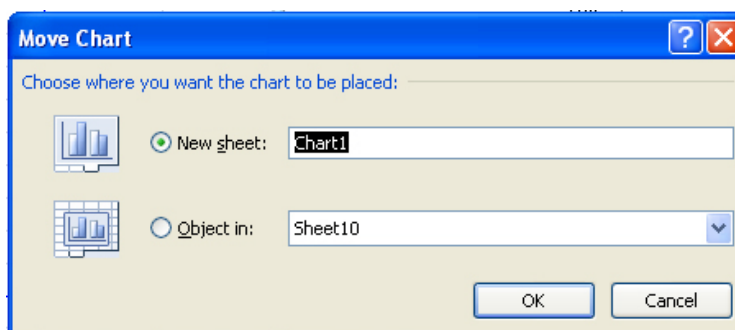 Move Chart
Choose where you want the chart to be placed:
New sheet: Chart1
Object in: Sheet10
OK Cancel